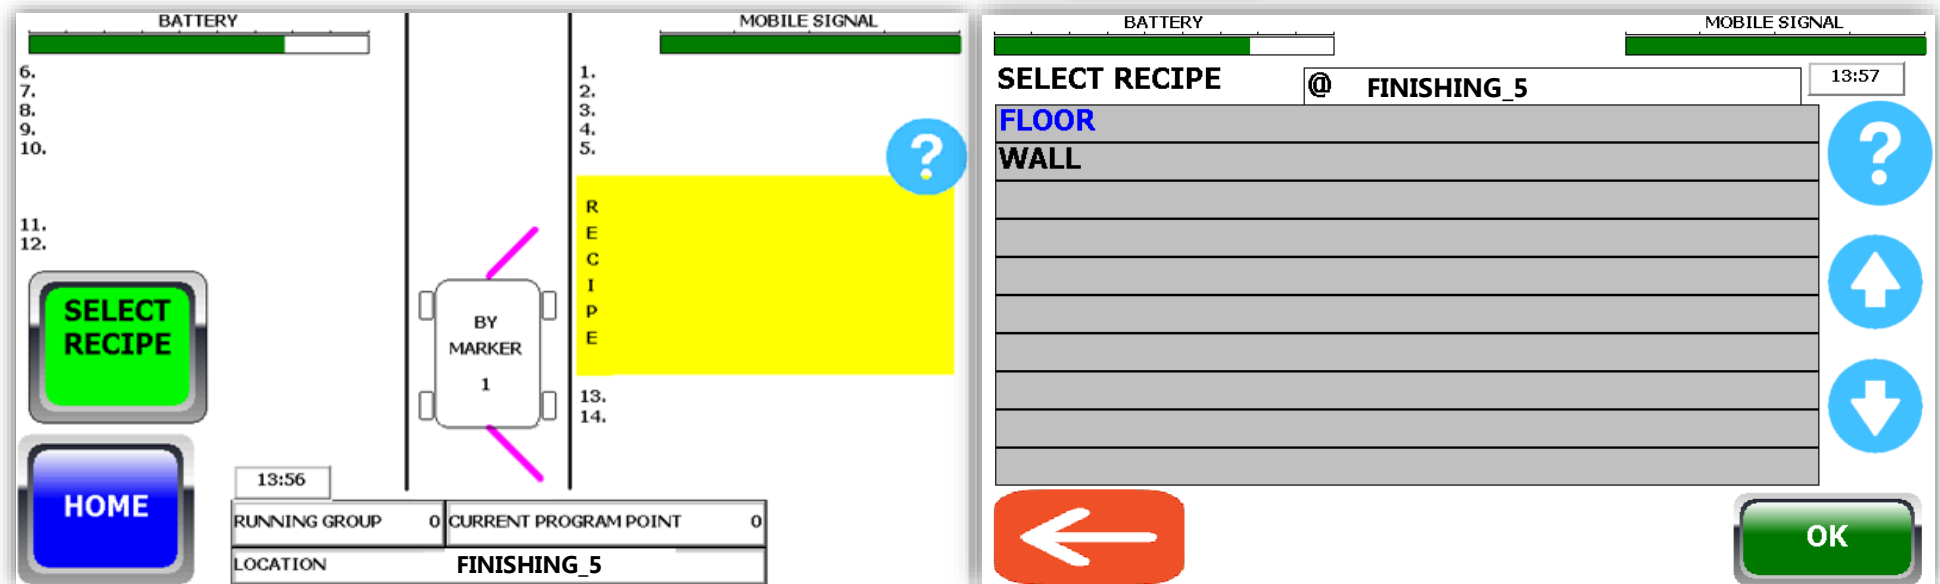 BATTERY
MOBILE SIGNAL
6.
7.
8.
9.
10.
11.
12.
SELECT
RECIPE
HOME
BY
MARKER
1
1.
2.
3.
4.
5.
?
R
E
C
I
P
E
13.
14.
13:56
RUNNING GROUP 0 CURRENT PROGRAM POINT 0
LOCATION FINISHING_5
BATTERY
MOBILE SIGNAL
SELECT RECIPE @ FINISHING_5 13:57
FLOOR
WALL
?
OK